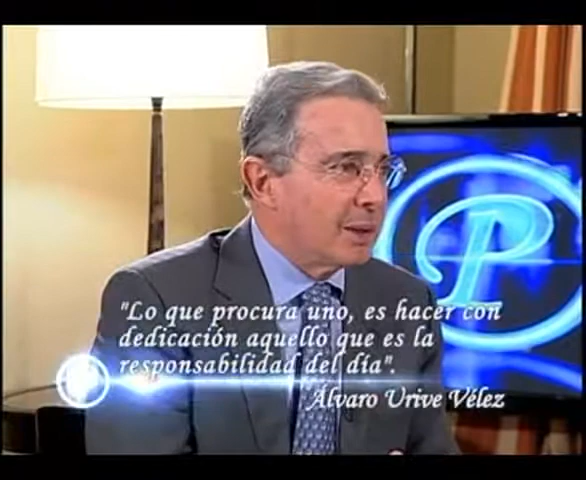 P
"Lo que procura uno, es hacer con
dedicación aquello que es la
responsabilidad del día".
Álvaro Urive Vélez